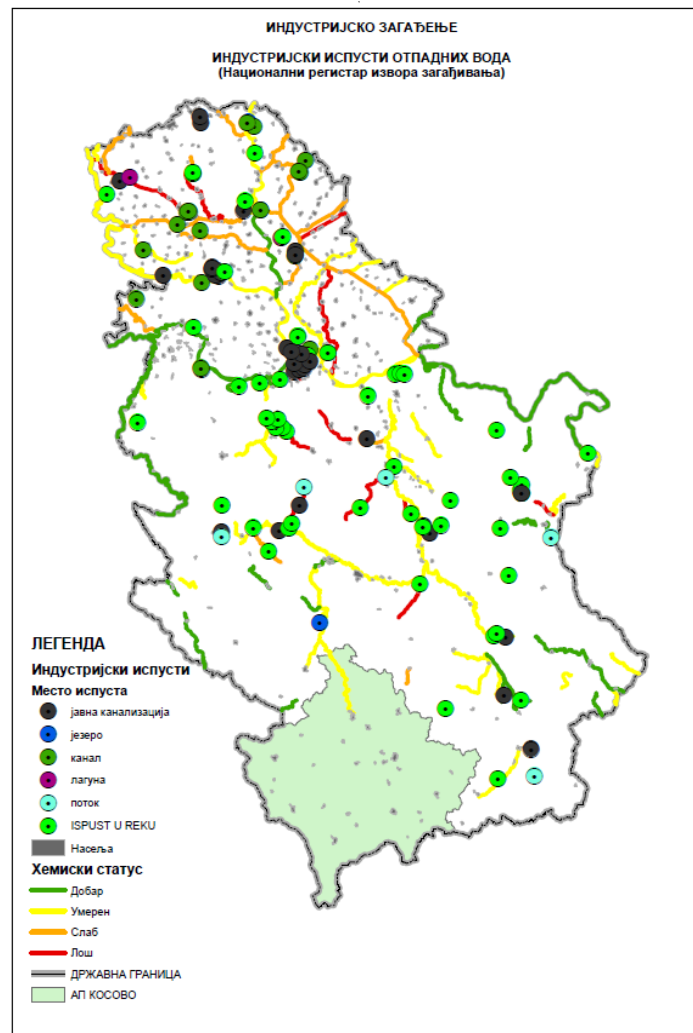 ИНДУСТРИЈСКО ЗАГАЂЕЊЕ
ИНДУСТРИЈСКИ ИСПУСТИ ОТПАДНИХ ВОДА
(Национални регистар извора загађивања)
ЛЕГЕНДА
Индустријски испусти
Место испуста
јавна канализација
језеро
канал
лагуна
поток
ISPUST U REKU
Насеља
Хемиски статус
Добар
Умерен
Слаб
Лош
ДРЖАВНА ГРАНИЦА
АП КОСОВО